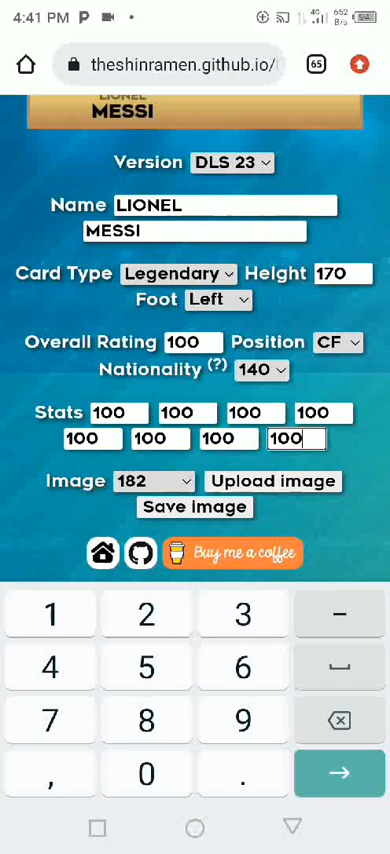 4:41 PM P
4G 652 B/s
theshinramen.github.io/
65
LIONEL
MESSI
Version DLS 23
Name LIONEL
MESSI
Card Type Legendary Height 170
Foot Left
Overall Rating 100 Position CF
Nationality (?) 140
Stats 100 100 100 100
100 100 100 100
Image 182 Upload image
Save image
Buy me a coffee
1 2 3 -
4 5 6
7 8 9
, 0 .